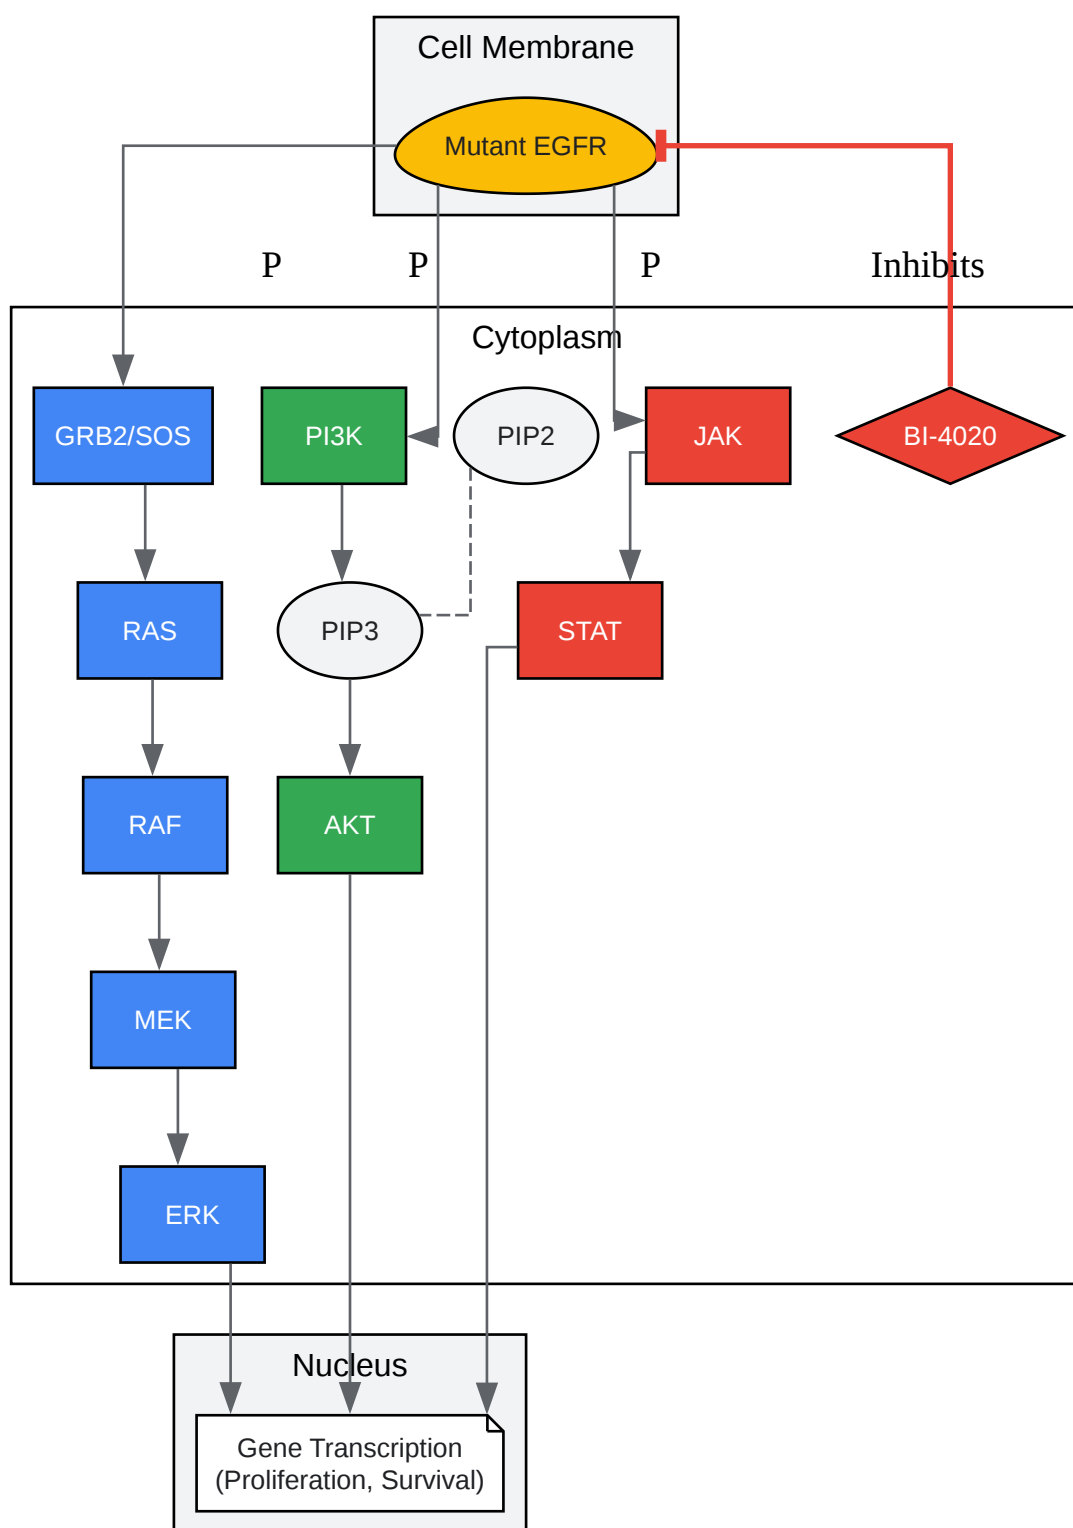 Cell Membrane
Mutant EGFR
P
P
P
Inhibits
Cytoplasm
GRB2/SOS
PI3K
PIP2
JAK
BI-4020
RAS
PIP3
STAT
RAF
AKT
MEK
ERK
Nucleus
Gene Transcription
(Proliferation, Survival)